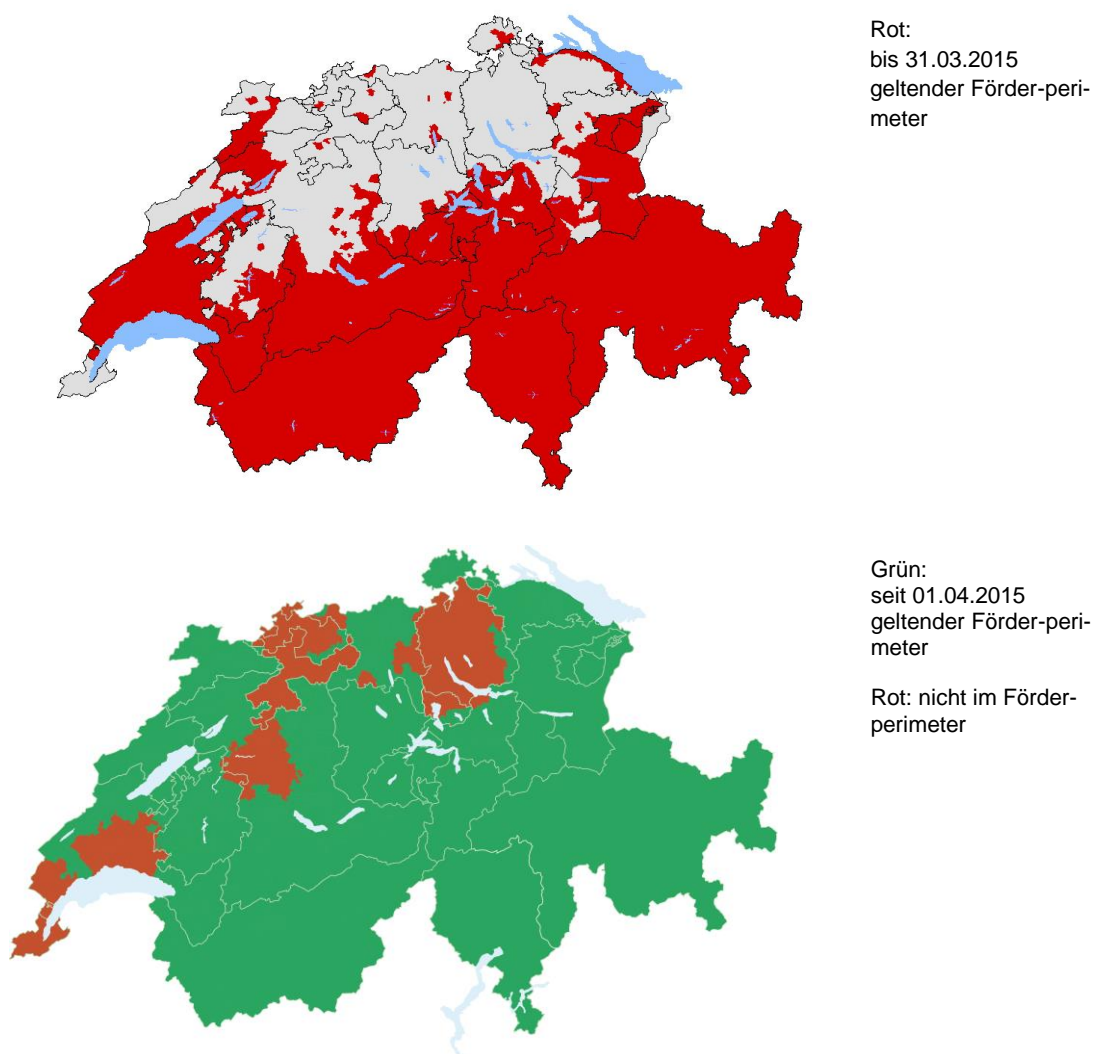 Rot:
bis 31.03.2015
geltender Förder-peri-
meter
Grün:
seit 01.04.2015
geltender Förder-peri-
meter
Rot: nicht im Förder-
perimeter